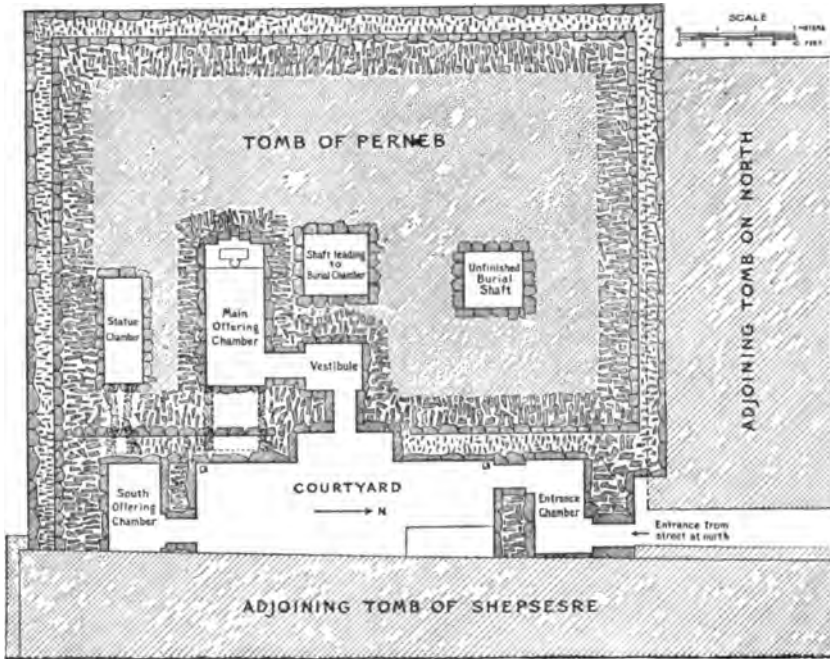 SCALE
METERS
FEET
TOMB OF PERNEB
ADJOINING TOMB ON NORTH
Shaft leading
to
Burial Chamber
Unfinished
Burial
Shaft
Statue
Chamber
Main
Offering
Chamber
Vestibule
South
Offering
Chamber
COURTYARD
N
Entrance
Chamber
Entrance from
street at north
ADJOINING TOMB OF SHEPSESRE